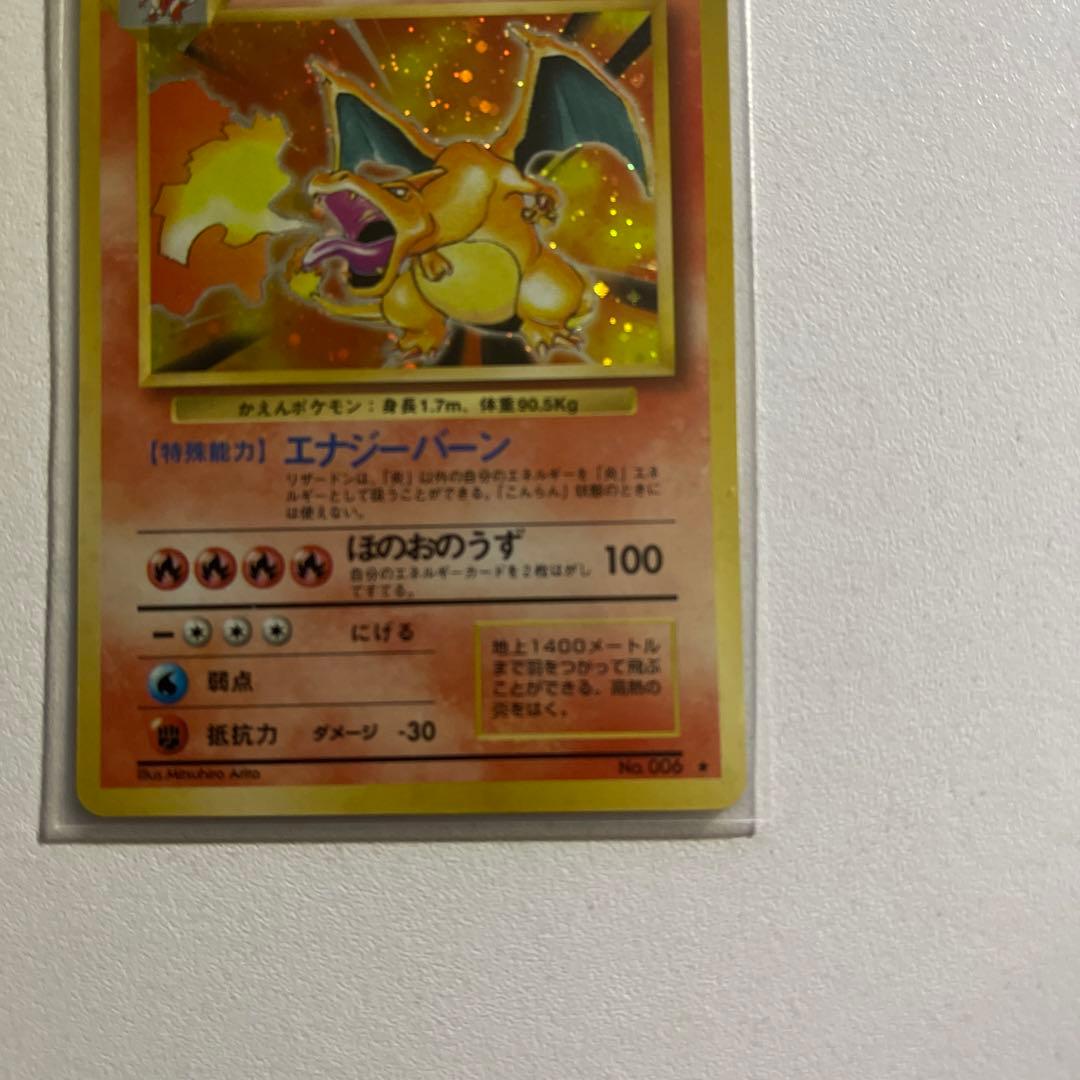 かえんポケモン：身長1.7m、体重90.5Kg
【特殊能力】 エナジーバーン
リザードンは、「炎」以外の自分のエネルギーを「炎」エネ
ルギーとして扱うことができる。「こんらん」状態のときに
は使えない。
ほのおのうず 100
自分のエネルギーカードを2枚はがし
てすてる。
にげる
地上1400メートル
まで羽をつかって飛ぶ
ことができる。高熱の
炎をはく。
弱点
抵抗力 ダメージ -30
Illus. Mitsuhiro Arita
No. 006 ★